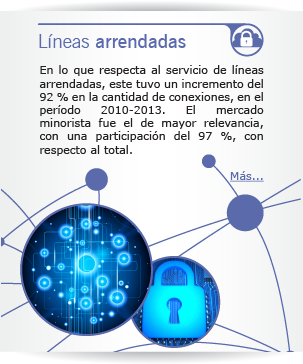 Líneas arrendadas
En lo que respecta al servicio de líneas
arrendadas, este tuvo un incremento del
92 % en la cantidad de conexiones, en el
período 2010-2013. El mercado
minorista fue el de mayor relevancia,
con una participación del 97 %, con
respecto al total.
Más...